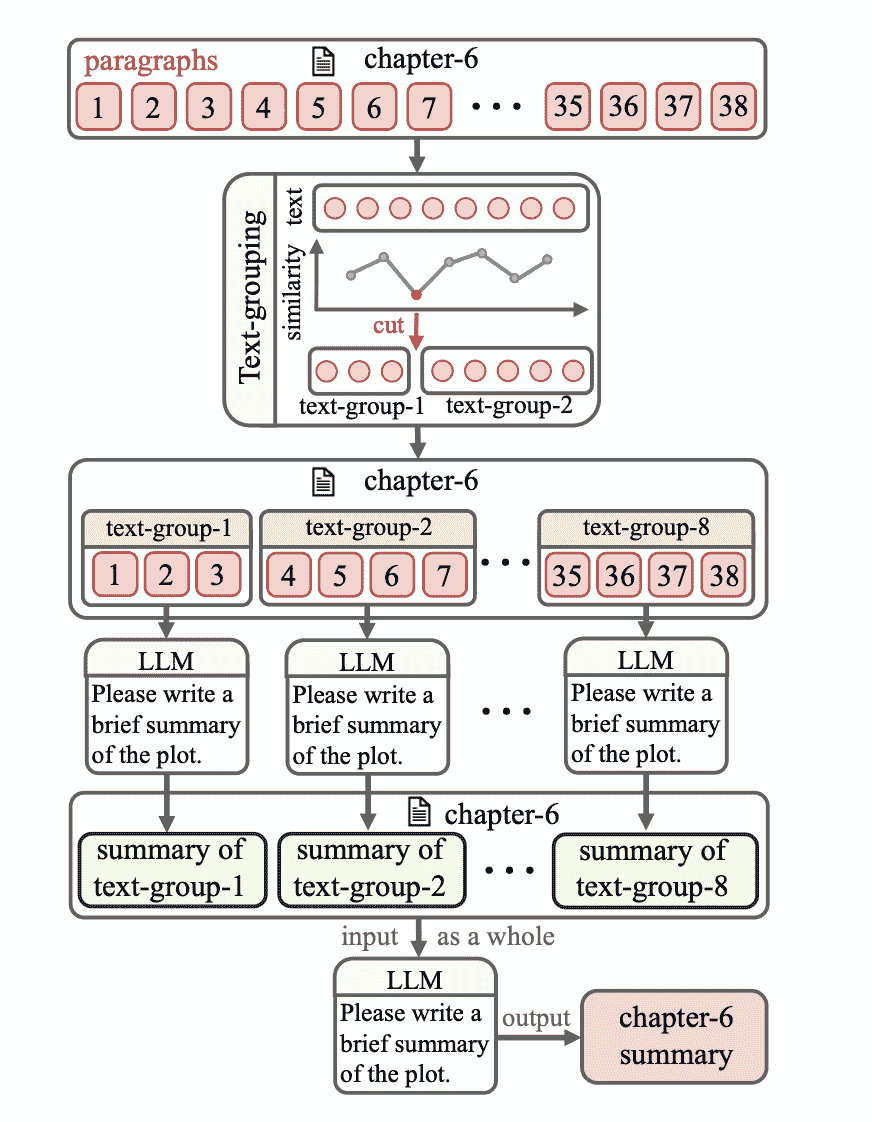 paragraphs chapter-6
1 2 3 4 5 6 7 ... 35 36 37 38
Text-grouping
text
similarity
cut
text-group-1 text-group-2
chapter-6
text-group-1 text-group-2 text-group-8
1 2 3 4 5 6 7 ... 35 36 37 38
LLM
Please write a
brief summary
of the plot.
LLM
Please write a
brief summary
of the plot.
...
LLM
Please write a
brief summary
of the plot.
chapter-6
summary of
text-group-1
summary of
text-group-2
...
summary of
text-group-8
input as a whole
LLM
Please write a
brief summary
of the plot.
output
chapter-6
summary